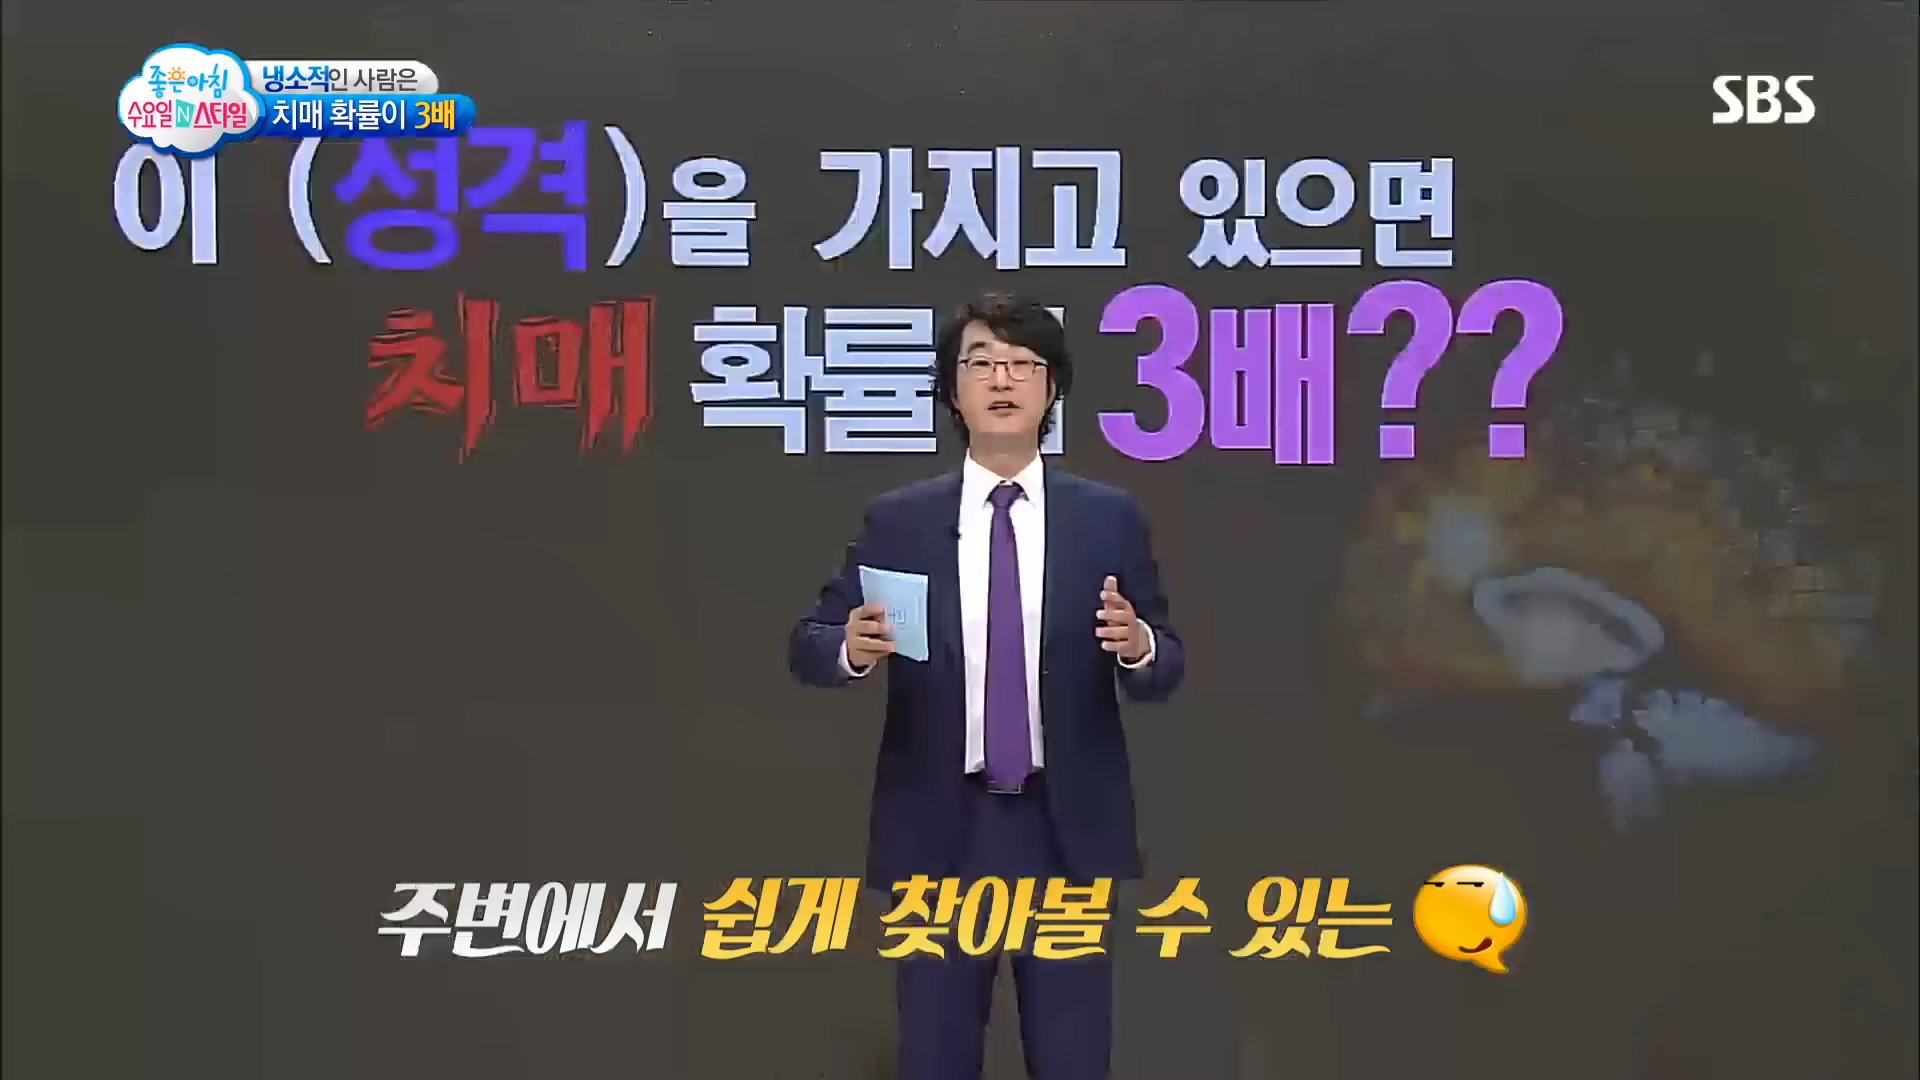 좋은아침
수요일 N 스타일
냉소적인 사람은
치매 확률이 3배
SBS
이 (성격)을 가지고 있으면
치매 확률 3배??
주변에서 쉽게 찾아볼 수 있는